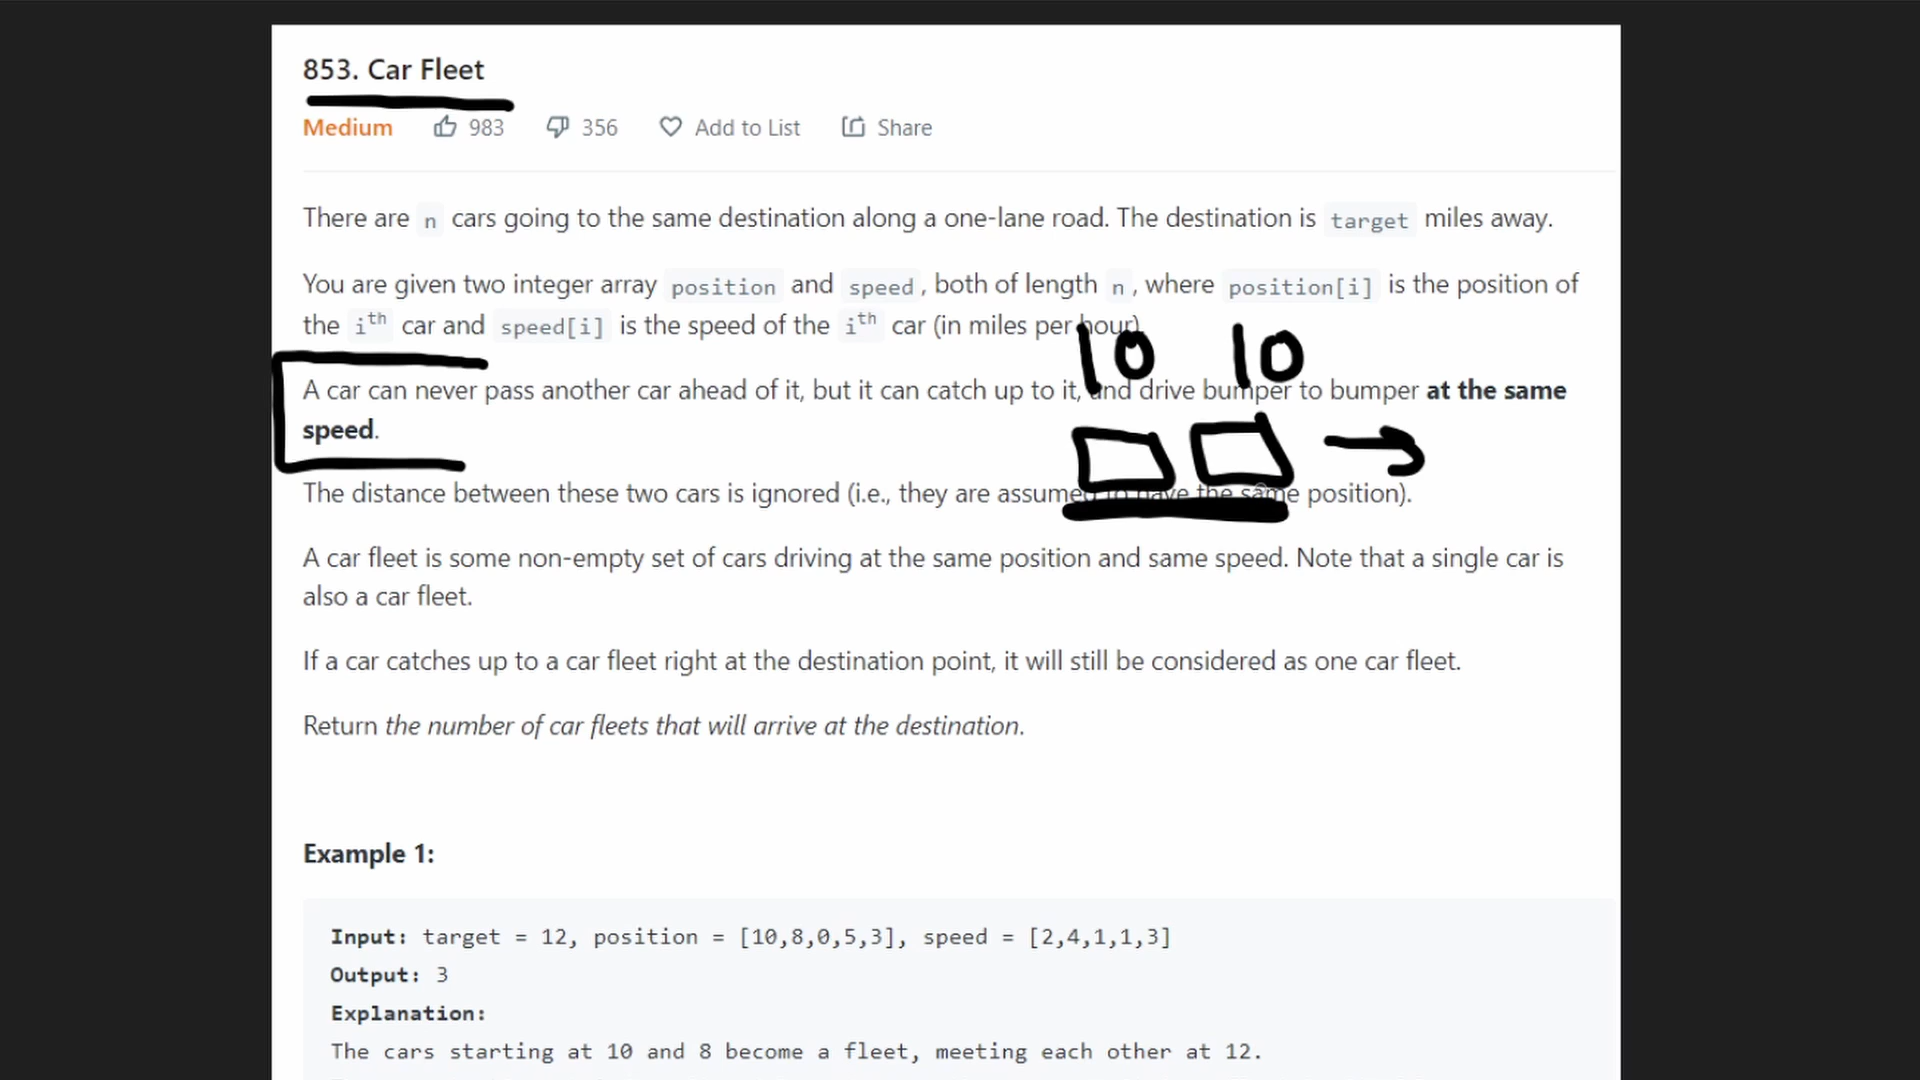 853. Car Fleet
Medium 983 356 Add to List Share
There are n cars going to the same destination along a one-lane road. The destination is target miles away.
You are given two integer array position and speed, both of length n, where position[i] is the position of
the ith car and speed[i] is the speed of the ith car (in miles per hour).
10 10
A car can never pass another car ahead of it, but it can catch up to it, and drive bumper to bumper at the same
speed.
The distance between these two cars is ignored (i.e., they are assumed to have the same position).
A car fleet is some non-empty set of cars driving at the same position and same speed. Note that a single car is
also a car fleet.
If a car catches up to a car fleet right at the destination point, it will still be considered as one car fleet.
Return the number of car fleets that will arrive at the destination.
Example 1:
Input: target = 12, position = [10,8,0,5,3], speed = [2,4,1,1,3]
Output: 3
Explanation:
The cars starting at 10 and 8 become a fleet, meeting each other at 12.